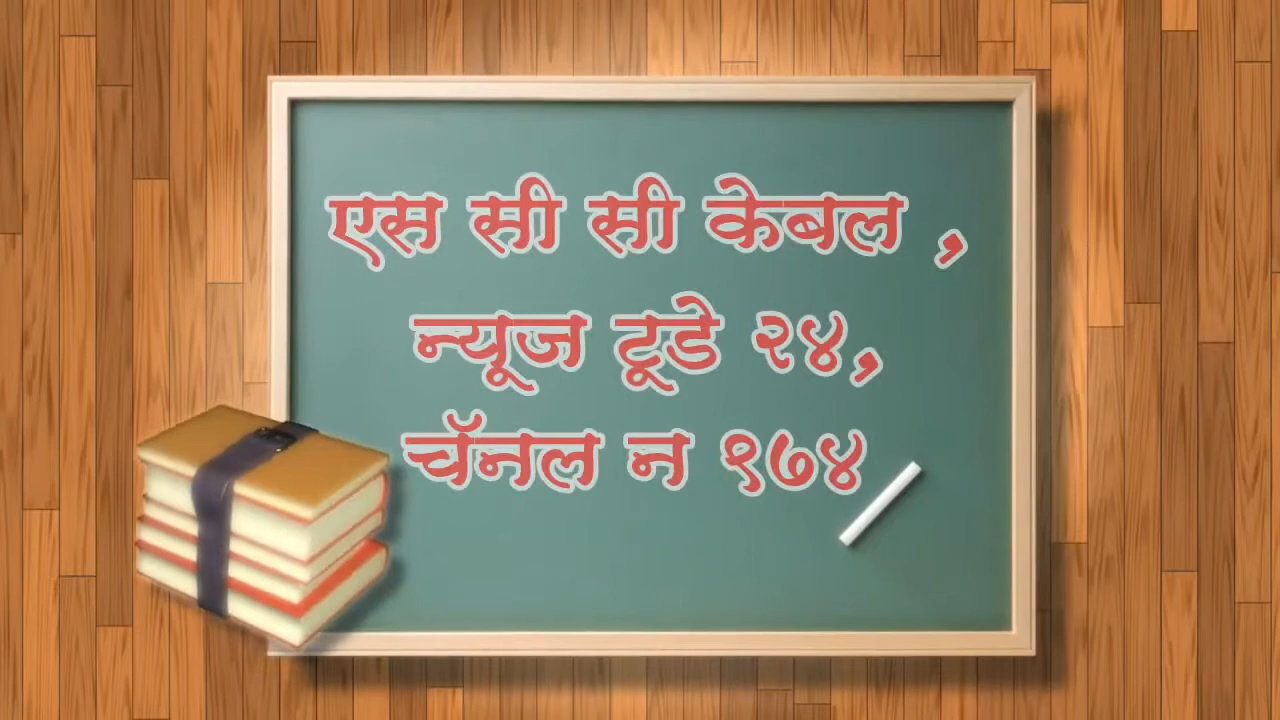 एस सी सी केबल ,
न्यूज टूडे २४,
चॅनल न १७४